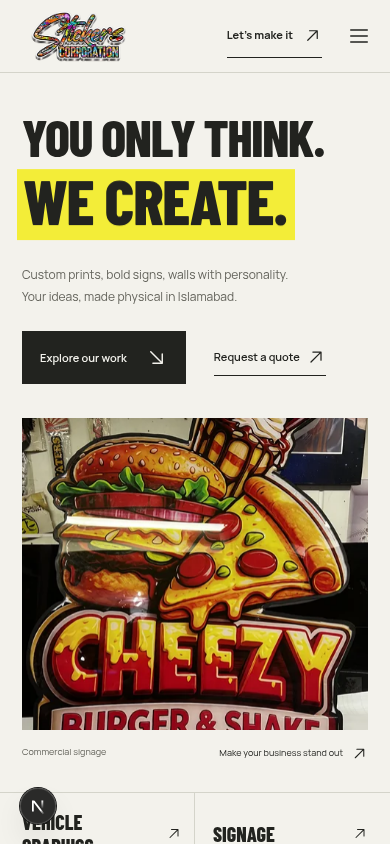 Stickers
CORPORATION
Let's make it
YOU ONLY THINK.
WE CREATE.
Custom prints, bold signs, walls with personality.
Your ideas, made physical in Islamabad.
Explore our work
Request a quote
CHEEZY
BURGER & SHAKE
Commercial signage
Make your business stand out
N
VEHICLE
GRAPHICS
SIGNAGE